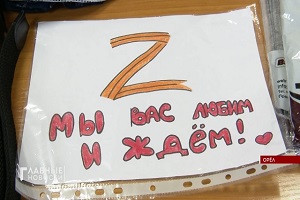 Z
МЫ ВАС ЛЮБИМ
И ЖДЁМ!
ГЛАВНЫЕ
НОВОСТИ
ОРЁЛ